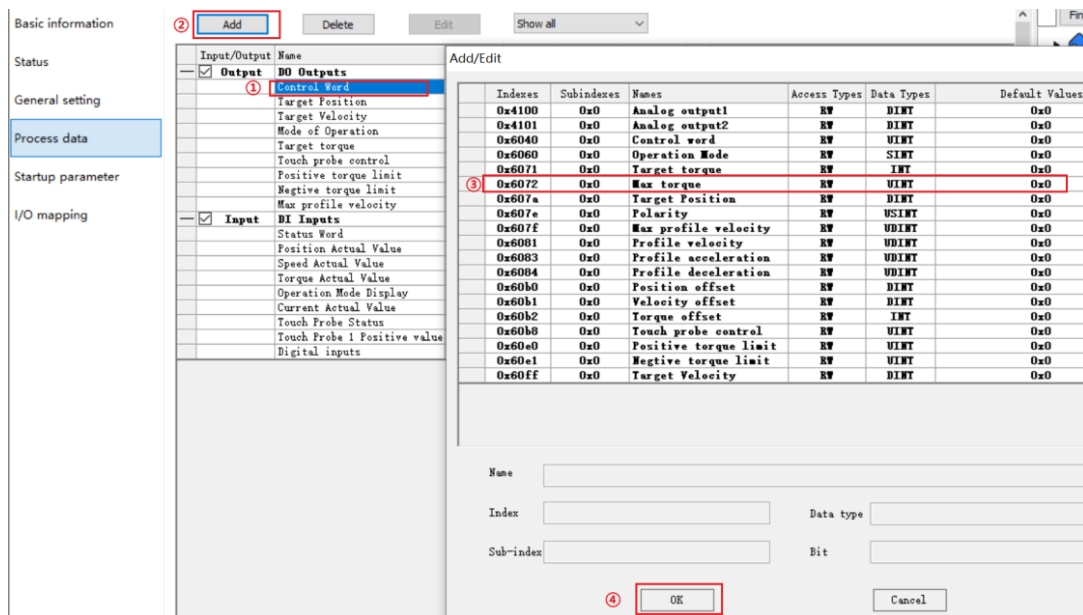 Basic information
Status
General setting
Process data
Startup parameter
I/O mapping
② Add Delete Edit Show all
Input/Output Name
Output DO Outputs
① Control Word
Target Position
Target Velocity
Mode of Operation
Target torque
Touch probe control
Positive torque limit
Negtive torque limit
Max profile velocity
Input DI Inputs
Status Word
Position Actual Value
Speed Actual Value
Torque Actual Value
Operation Mode Display
Current Actual Value
Touch Probe Status
Touch Probe 1 Positive value
Digital inputs
Add/Edit
Indexes Subindexes Names Access Types Data Types Default Values
0x4100 0x0 Analog output1 RW DINT 0x0
0x4101 0x0 Analog output2 RW DINT 0x0
0x6040 0x0 Control word RW UINT 0x0
0x6060 0x0 Operation Mode RW SINT 0x0
0x6071 0x0 Target torque RW INT 0x0
③ 0x6072 0x0 Max torque RW UINT 0x0
0x607a 0x0 Target Position RW DINT 0x0
0x607e 0x0 Polarity RW USINT 0x0
0x607f 0x0 Max profile velocity RW UDINT 0x0
0x6081 0x0 Profile velocity RW UDINT 0x0
0x6083 0x0 Profile acceleration RW UDINT 0x0
0x6084 0x0 Profile deceleration RW UDINT 0x0
0x60b0 0x0 Position offset RW DINT 0x0
0x60b1 0x0 Velocity offset RW DINT 0x0
0x60b2 0x0 Torque offset RW INT 0x0
0x60b8 0x0 Touch probe control RW UINT 0x0
0x60e0 0x0 Positive torque limit RW UINT 0x0
0x60e1 0x0 Negtive torque limit RW UINT 0x0
0x60ff 0x0 Target Velocity RW DINT 0x0
Name
Index Data type
Sub-index Bit
④ OK Cancel